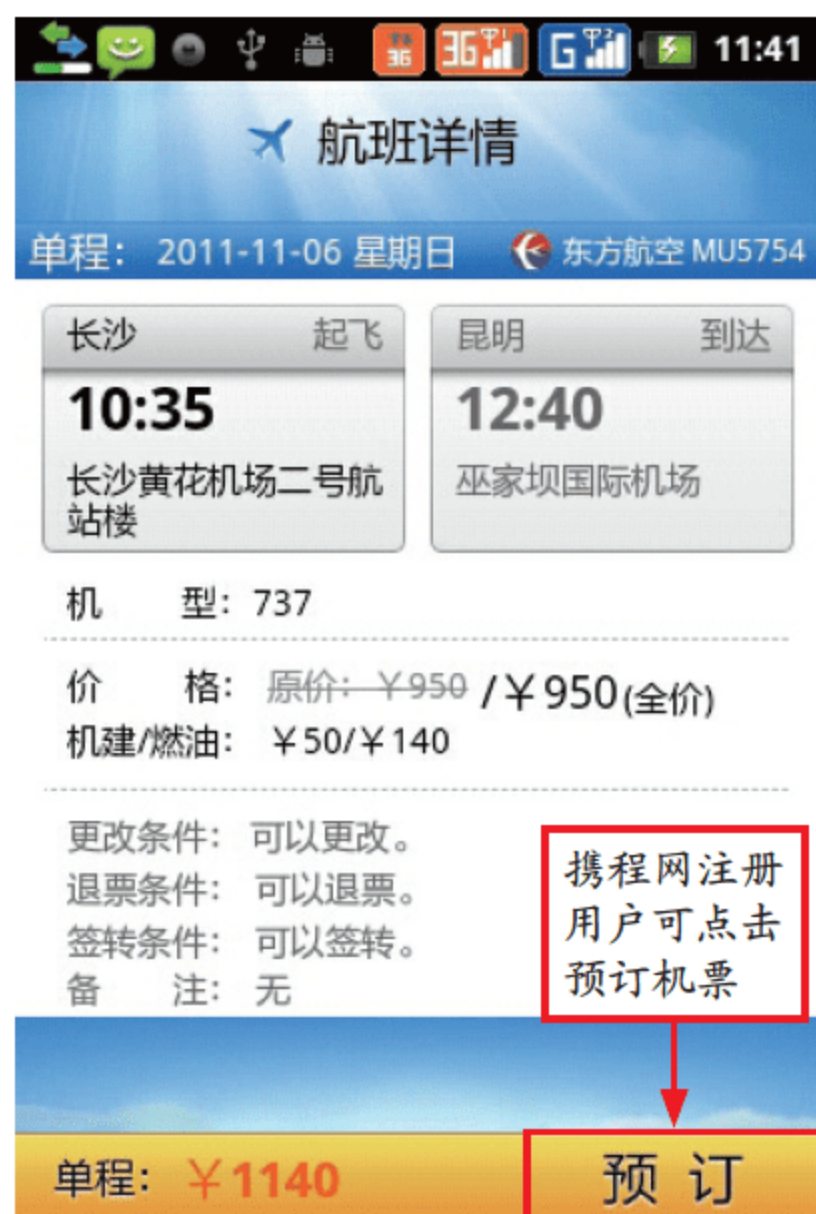 3G 3G 1 G 2 11:41
航班详情
单程： 2011-11-06 星期日 东方航空 MU5754
长沙 起飞
10:35
长沙黄花机场二号航
站楼
昆明 到达
12:40
巫家坝国际机场
机 型：737
价 格： 原价：￥950 /￥950(全价)
机建/燃油： ￥50/￥140
更改条件： 可以更改。
退票条件： 可以退票。
签转条件： 可以签转。
备 注： 无
携程网注册
用户可点击
预订机票
单程：￥1140
预 订